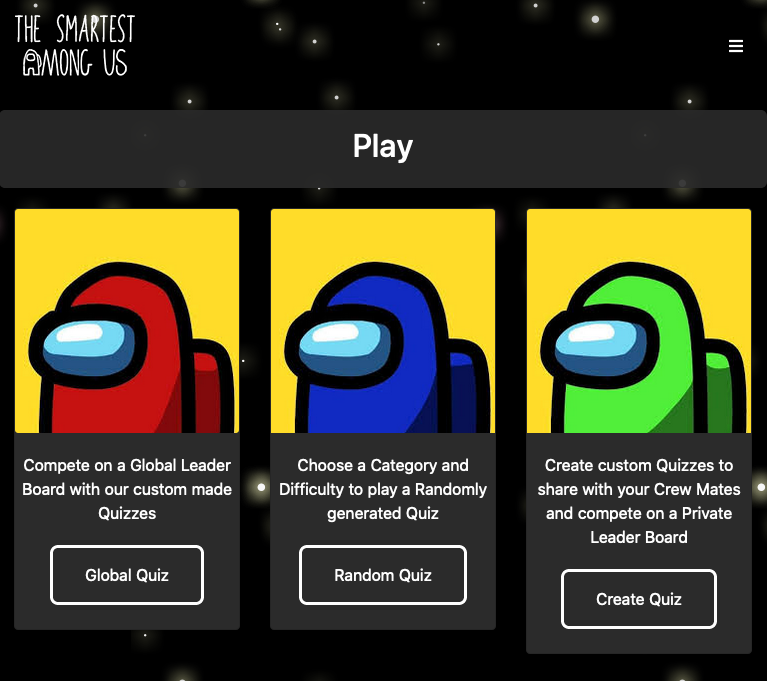 THE SMARTEST
AMONG US
Play
Compete on a Global Leader
Board with our custom made
Quizzes
Global Quiz
Choose a Category and
Difficulty to play a Randomly
generated Quiz
Random Quiz
Create custom Quizzes to
share with your Crew Mates
and compete on a Private
Leader Board
Create Quiz